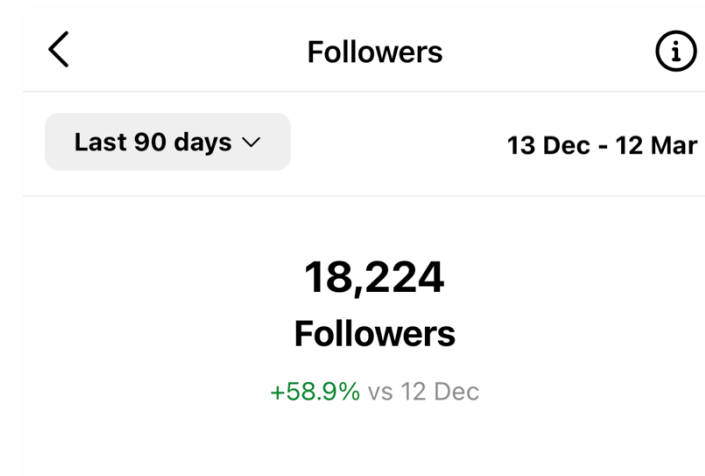 Followers
Last 90 days
13 Dec - 12 Mar
18,224
Followers
+58.9% vs 12 Dec